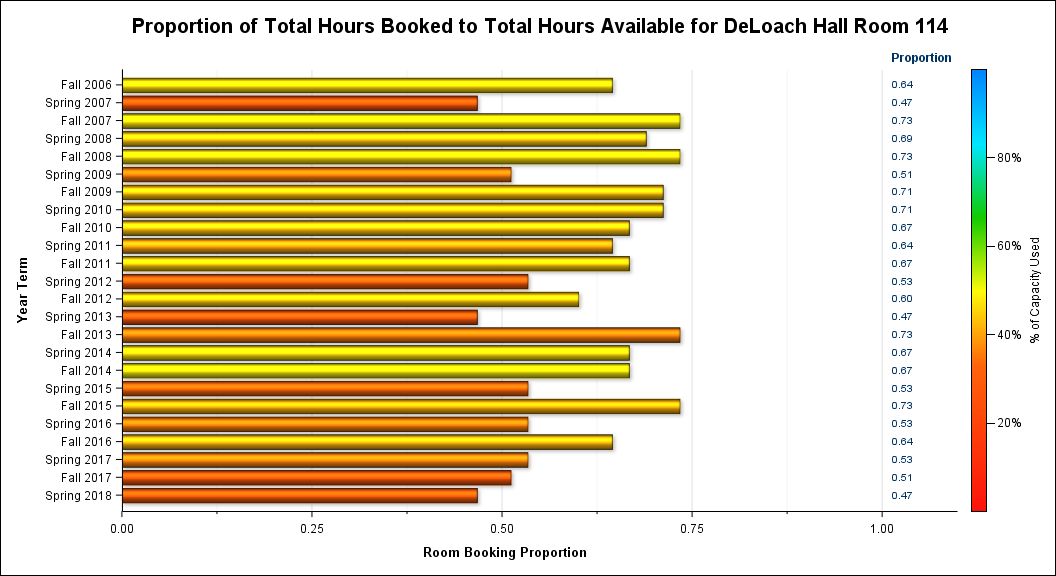 Proportion of Total Hours Booked to Total Hours Available for DeLoach Hall Room 114
Proportion
Fall 2006 0.64
Spring 2007 0.47
Fall 2007 0.73
Spring 2008 0.69
Fall 2008 0.73
Spring 2009 0.51
Fall 2009 0.71
Spring 2010 0.71
Fall 2010 0.67
Spring 2011 0.64
Fall 2011 0.67
Spring 2012 0.53
Fall 2012 0.60
Spring 2013 0.47
Fall 2013 0.73
Spring 2014 0.67
Fall 2014 0.67
Spring 2015 0.53
Fall 2015 0.73
Spring 2016 0.53
Fall 2016 0.64
Spring 2017 0.53
Fall 2017 0.51
Spring 2018 0.47
Year Term
0.00 0.25 0.50 0.75 1.00
Room Booking Proportion
80%
60%
40%
20%
% of Capacity Used